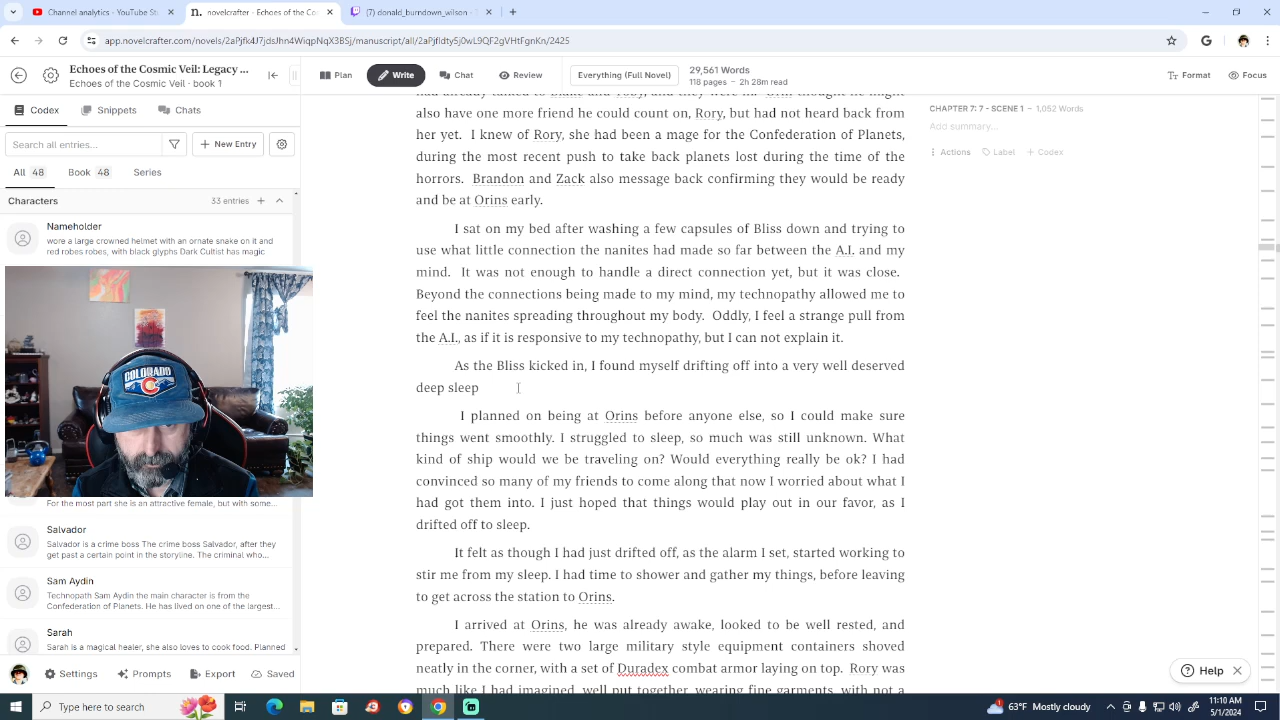 novelcrafter - Echoes of the Co
app.novelcrafter.com/novels/2aPjfk4J7djsHndWqNqX3BSj/manuscript/2aPjfldty5j0wL9QF2gVHtFgnKn/2425
Echoes of the Cosmic Veil: Legacy ...
Echoes of the Cosmic Veil - book 1
Plan
Write
Chat
Review
Everything (Full Novel)
29,561 Words
118 pages • 2h 28m read
Format
Focus
Codex
Snippets
Chats
Search all entries...
+ New Entry
All 48
Book 48
Series
Characters
33 entries
Nameholder
wore a large crowned helmet with an ornate snake on it and
red robes robes, with black glyphs Dark Cultist has magic
COLORADO
For the most part she is an attractive female, but with some...
Salvador
Salvador is a crime boss The crime boss Salvador, after they
get past a certain point in the storyline. The criminal who...
Sam Aydin
Technopath Sam Aydin the main character is from the
Confederation of Planets. He has lived on one of the largest...
Sarah
Sarah is a magical healer, she also loves to cook food. Planned
Settings
Prompts
Export
Saved
also have one more friend he could count on, Rory, but had not heard back from
her yet. I knew of Rory, she had been a mage for the Confederation of Planets,
during the most recent push to take back planets lost during the time of the
horrors. Brandon and Zack also message back confirming they would be ready
and be at Orins early.
I sat on my bed after washing a few capsules of Bliss down and trying to
use what little connection the nanites had made so far between the A.I. and my
mind. It was not enough to handle a direct connection yet, but it was close.
Beyond the connections being made to my mind, my technopathy allowed me to
feel the nanites spreading throughout my body. Oddly, I feel a strange pull from
the A.I., as if it is responsive to my technopathy, but I can not explain it.
As the Bliss kicked in, I found myself drifting off into a very well deserved
deep sleep
I planned on being at Orins before anyone else, so I could make sure
things went smoothly. I struggled to sleep, so much was still unknown. What
kind of ship would we be traveling on? Would everything really be ok? I had
convinced so many of my friends to come along that now I worried about what I
had got them into. I just hoped that things would play out in our favor, as I
drifted off to sleep.
It felt as though I had just drifted off, as the alarm I set, started working to
stir me from my sleep. I had time to shower and gather my things, before leaving
to get across the station to Orins.
I arrived at Orins, he was already awake, looked to be well rested, and
prepared. There were two large military style equipment containers shoved
neatly in the corner, with a set of Duradex combat armor laying on top. Rory was
much like I had imagined, well put together, wearing fine garments, with not a
CHAPTER 7: 7 - SCENE 1 – 1,052 Words
Add summary...
Actions
Label
+ Codex
Help
Type here to search
63°F Mostly cloudy
11:10 AM
5/1/2024